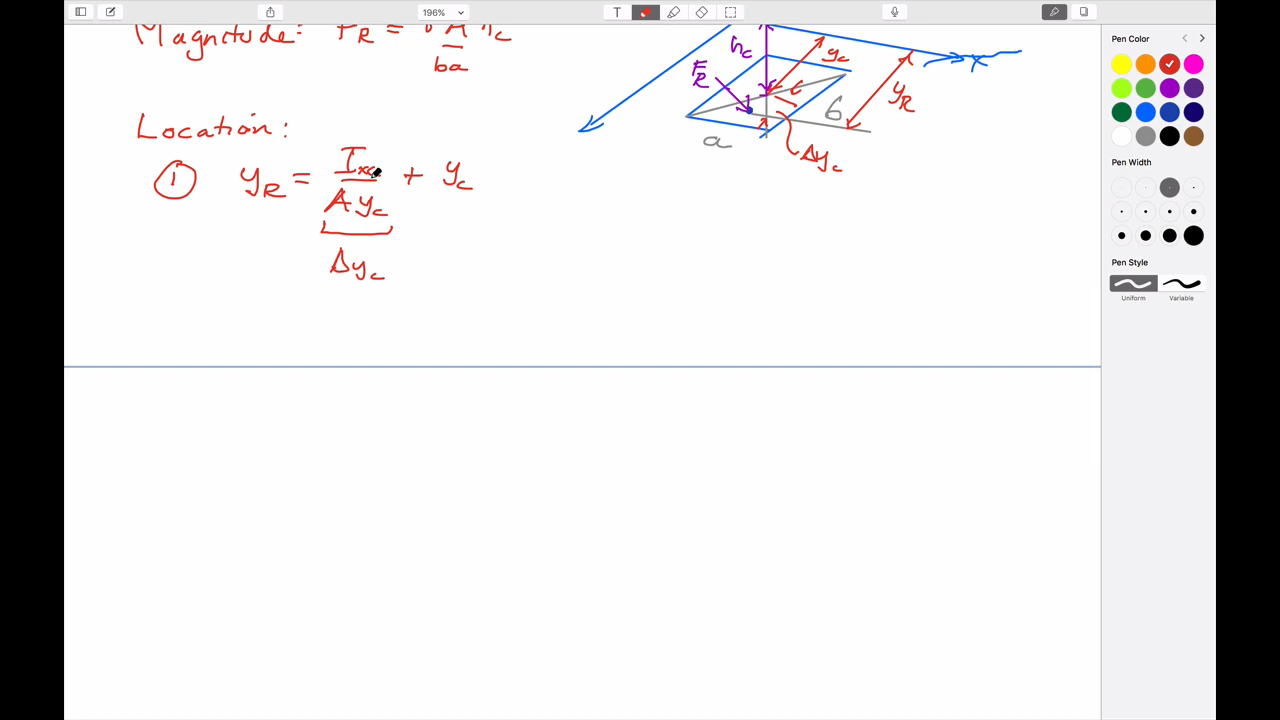 196%
T
Magnitude: F_R = γ A h_c
ba
Location:
① y_R = I_xc / (A y_c) + y_c
Δy_c
h_c
F_R
y_c
x
c
6
y_R
a
Δy_c
Pen Color
Pen Width
Pen Style
Uniform
Variable